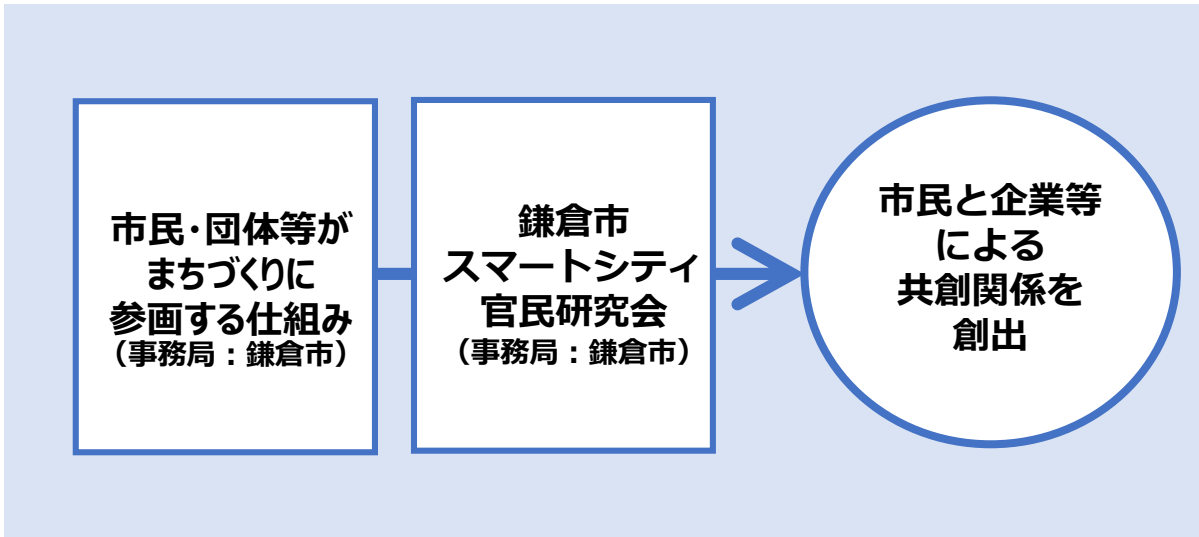 市民･団体等が
まちづくりに
参画する仕組み
（事務局：鎌倉市）
鎌倉市
スマートシティ
官民研究会
（事務局：鎌倉市）
市民と企業等
による
共創関係を
創出